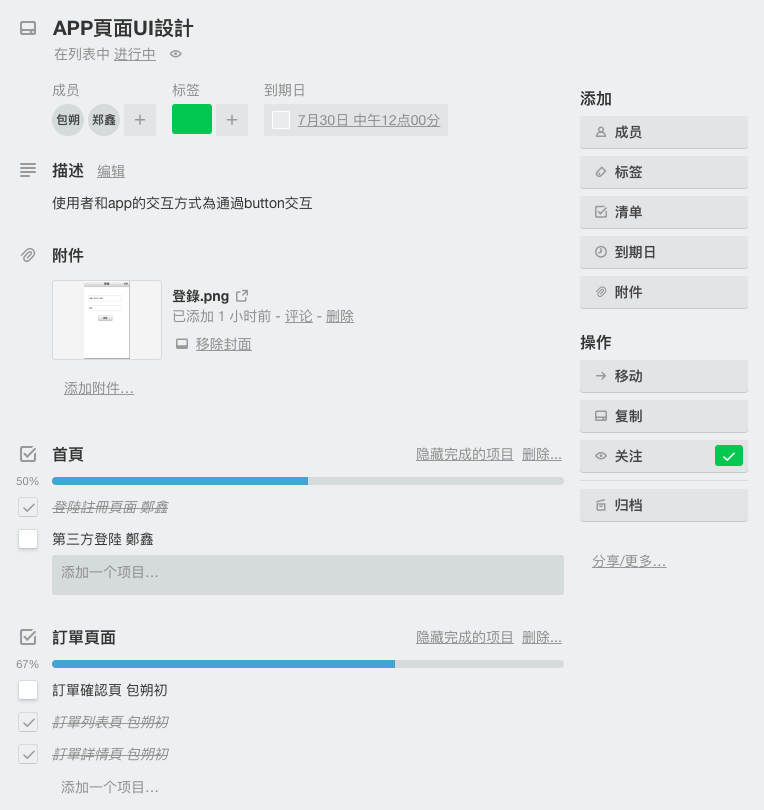 APP頁面UI設計
在列表中 进行中
成员 标签 到期日
包朔 郑鑫 + + 7月30日 中午12点00分
描述 编辑
使用者和app的交互方式為通過button交互
附件
登錄.png
已添加 1 小时前 - 评论 - 删除
移除封面
添加附件…
首頁 隐藏完成的项目 删除...
50%
登陸註冊頁面 鄭鑫
第三方登陸 鄭鑫
添加一个项目…
訂單頁面 隐藏完成的项目 删除...
67%
訂單確認頁 包朔初
訂單列表頁 包朔初
訂單詳情頁 包朔初
添加一个项目…
添加
成员
标签
清单
到期日
附件
操作
移动
复制
关注
归档
分享/更多…